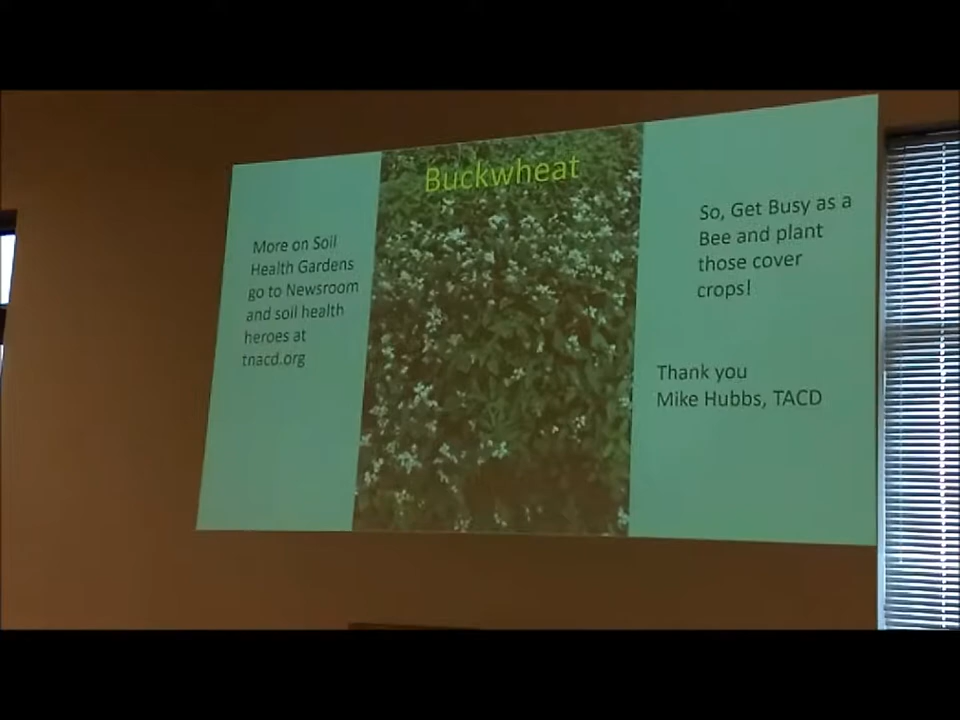 Buckwheat
More on Soil
Health Gardens
go to Newsroom
and soil health
heroes at
tnacd.org
So, Get Busy as a
Bee and plant
those cover
crops!
Thank you
Mike Hubbs, TACD